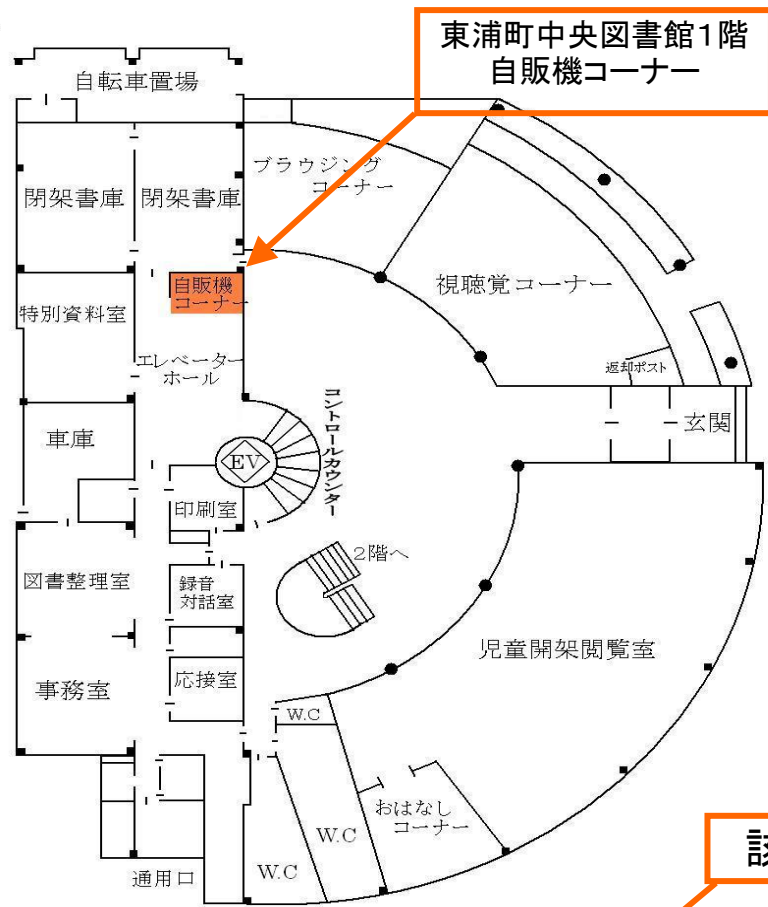 東浦町中央図書館1階
自販機コーナー
自転車置場
ブラウジング
コーナー
閉架書庫
閉架書庫
視聴覚コーナー
自販機
コーナー
特別資料室
エレベーター
ホール
返却ポスト
コントロールカウンター
車庫
玄関
EV
印刷室
2階へ
図書整理室
録音
対話室
児童開架閲覧室
事務室
応接室
W.C
おはなし
コーナー
W.C
W.C
通用口